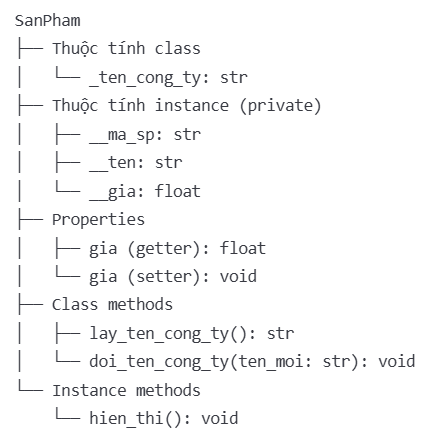 SanPham
├── Thuộc tính class
│   └── _ten_cong_ty: str
├── Thuộc tính instance (private)
│   ├── __ma_sp: str
│   ├── __ten: str
│   └── __gia: float
├── Properties
│   ├── gia (getter): float
│   └── gia (setter): void
├── Class methods
│   ├── lay_ten_cong_ty(): str
│   └── doi_ten_cong_ty(ten_moi: str): void
└── Instance methods
    └── hien_thi(): void